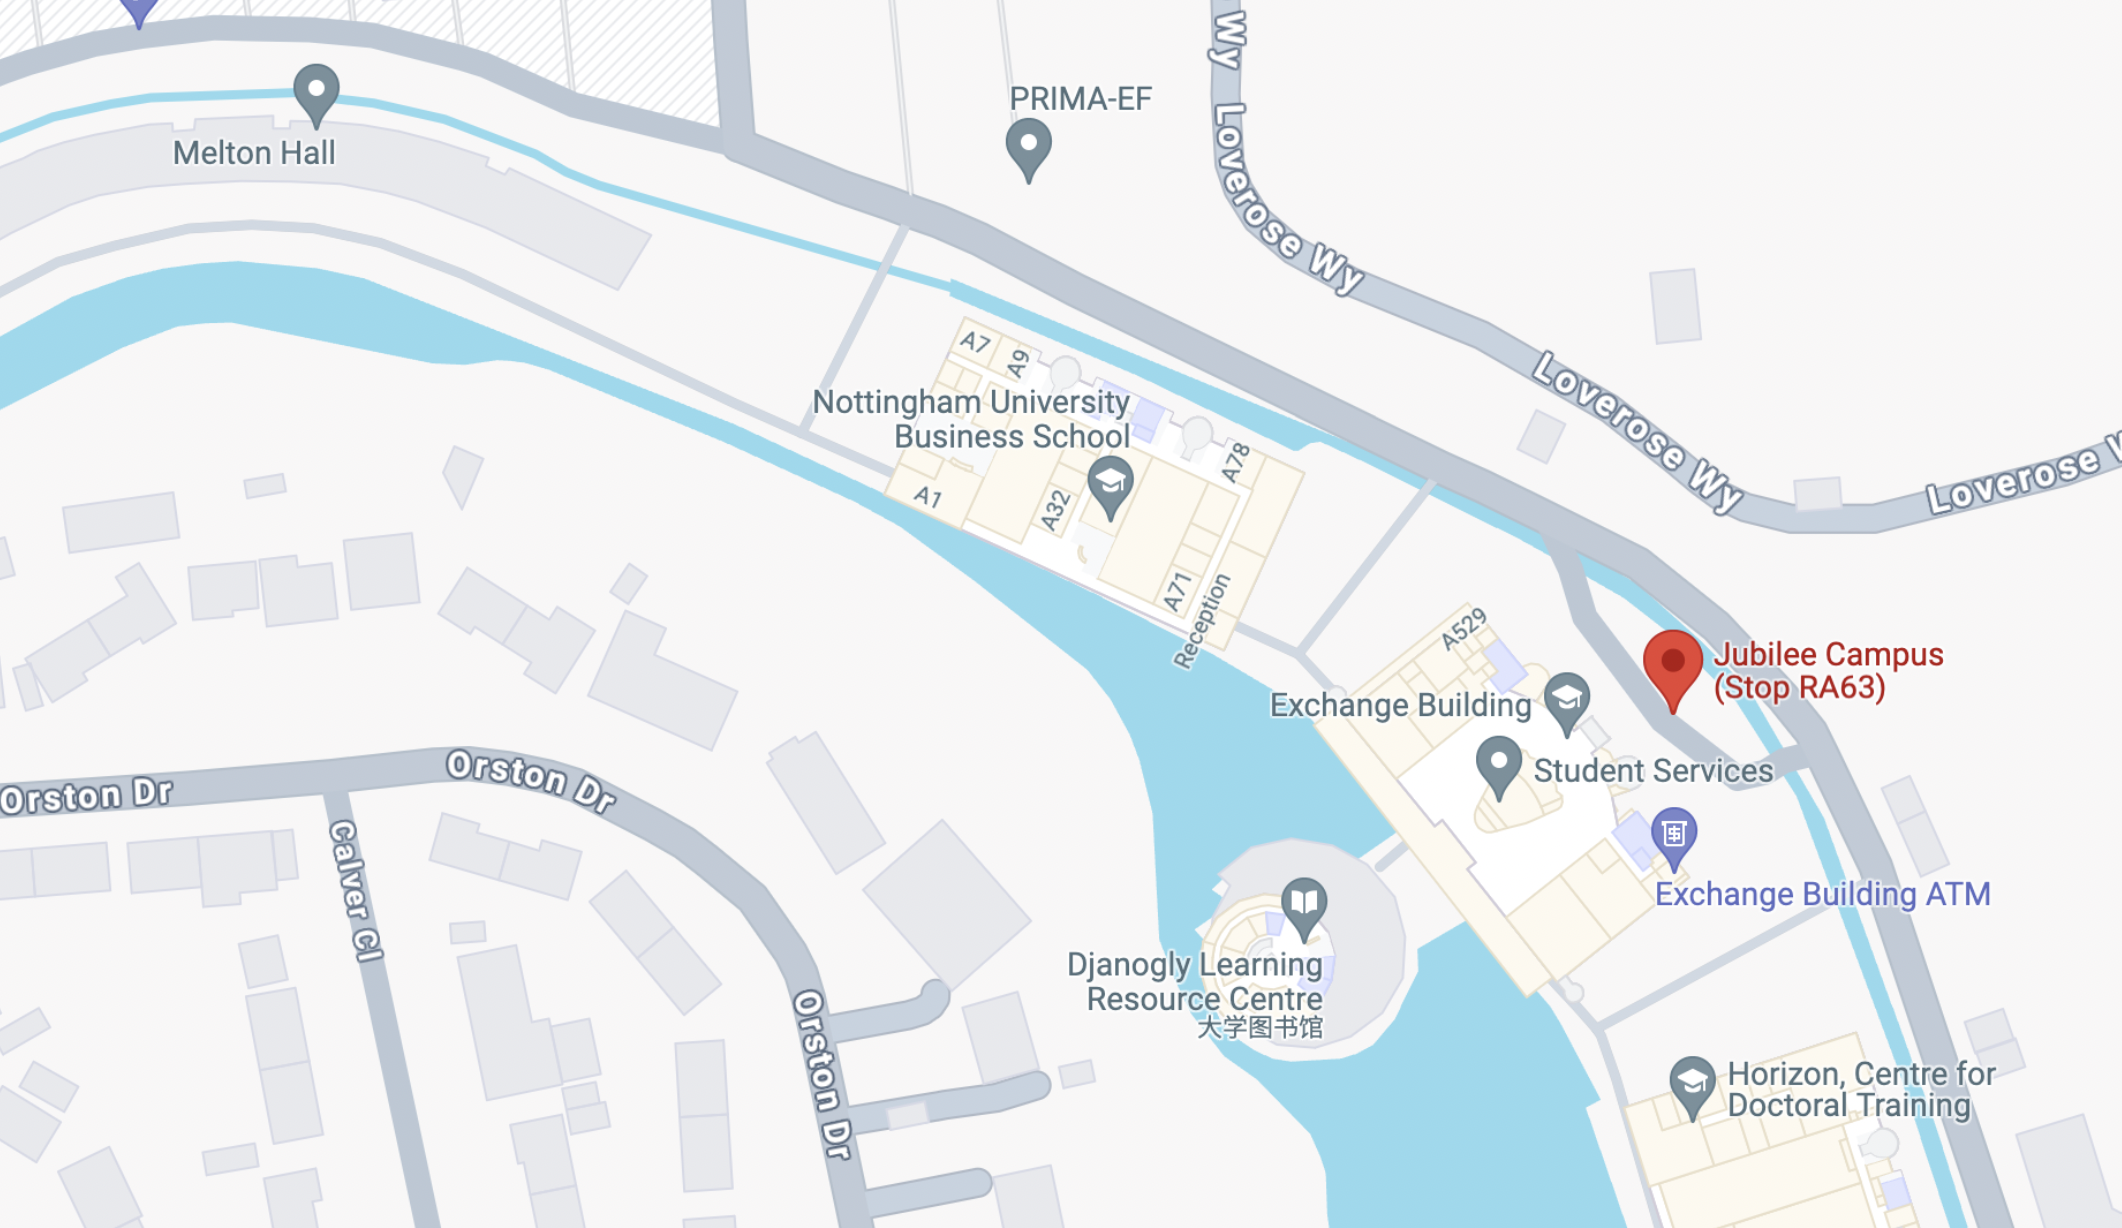 Wy
Loverose Wy
PRIMA-EF
Melton Hall
A7
A9
Nottingham University
Business School
A78
A1
A32
A71
Reception
Loverose Wy
Loverose
A529
Jubilee Campus
(Stop RA63)
Exchange Building
Student Services
Orston Dr
Orston Dr
Calver Cl
Exchange Building ATM
Djanogly Learning
Resource Centre
大学图书馆
Orston Dr
Horizon, Centre for
Doctoral Training